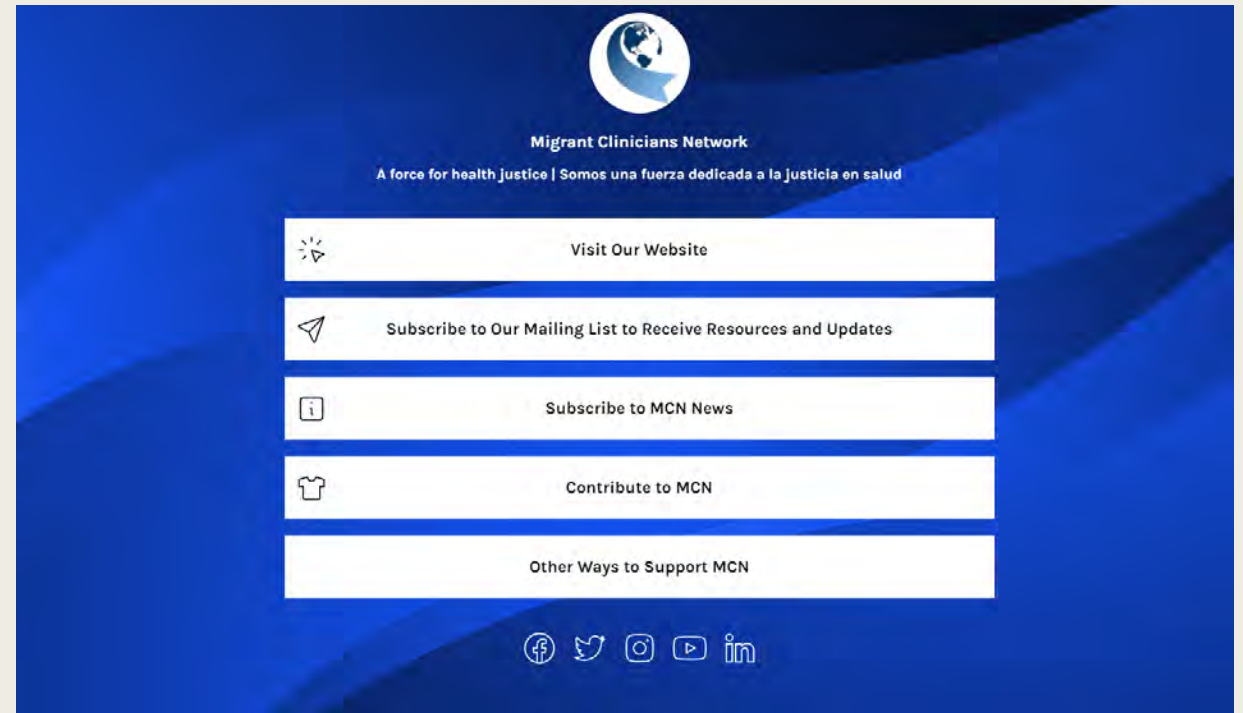 Migrant Clinicians Network
A force for health justice | Somos una fuerza dedicada a la justicia en salud
Visit Our Website
Subscribe to Our Mailing List to Receive Resources and Updates
Subscribe to MCN News
Contribute to MCN
Other Ways to Support MCN